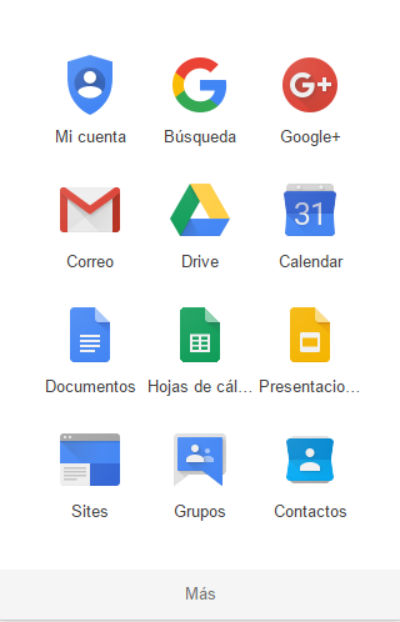 G+
Mi cuenta Búsqueda Google+
31
Correo Drive Calendar
Documentos Hojas de cál... Presentacio...
Sites Grupos Contactos
Más